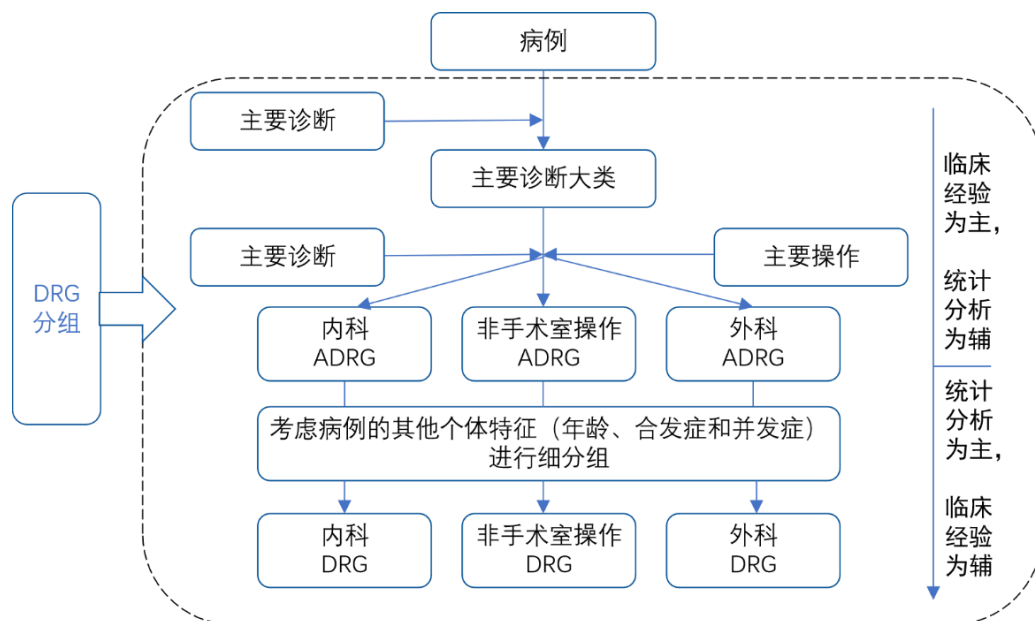 病例
主要诊断
主要诊断大类
主要诊断
主要操作
DRG
分组
内科
ADRG
非手术室操作
ADRG
外科
ADRG
考虑病例的其他个体特征（年龄、合发症和并发症）
进行细分组
内科
DRG
非手术室操作
DRG
外科
DRG
临床
经验
为主，
统计
分析
为辅
统计
分析
为主，
临床
经验
为辅